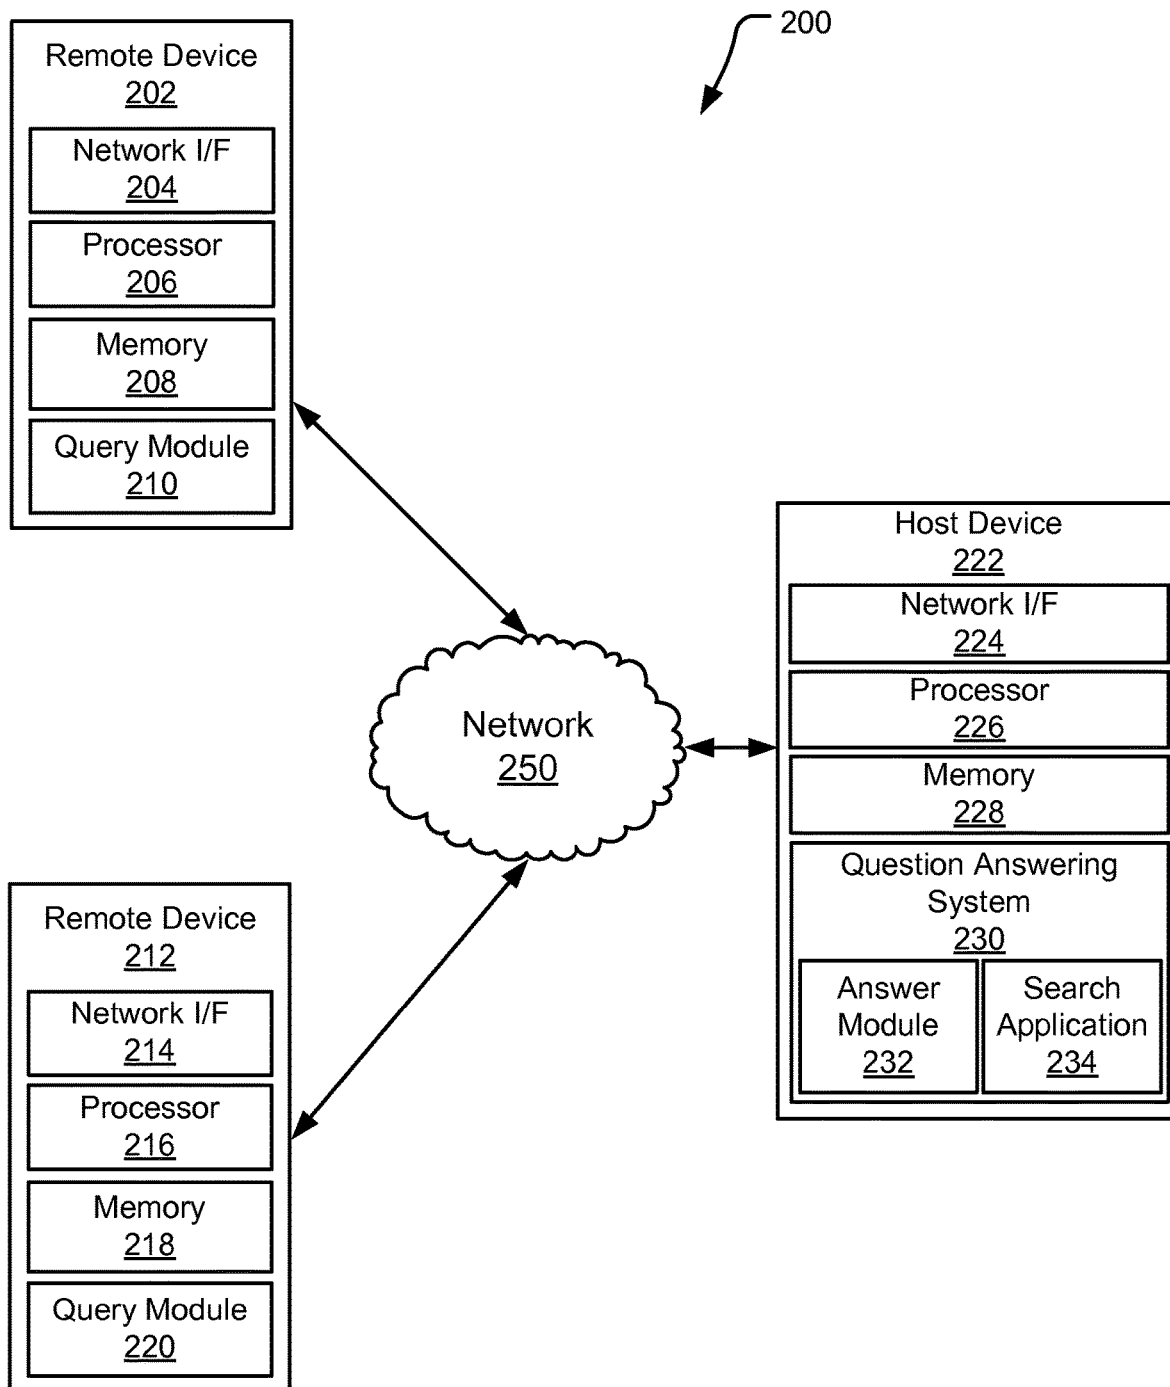 200
Remote Device
202
Network I/F
204
Processor
206
Memory
208
Query Module
210
Network
250
Host Device
222
Network I/F
224
Processor
226
Memory
228
Question Answering
System
230
Answer
Module
232
Search
Application
234
Remote Device
212
Network I/F
214
Processor
216
Memory
218
Query Module
220